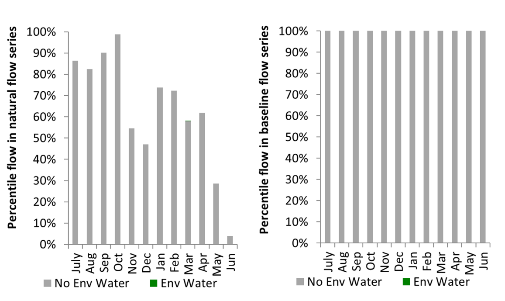 Percentile flow in natural flow series
100%
90%
80%
70%
60%
50%
40%
30%
20%
10%
0%
July
Aug
Sep
Oct
Nov
Dec
Jan
Feb
Mar
Apr
May
Jun
No Env Water
Env Water
Percentile flow in baseline flow series
100%
90%
80%
70%
60%
50%
40%
30%
20%
10%
0%
July
Aug
Sep
Oct
Nov
Dec
Jan
Feb
Mar
Apr
May
Jun
No Env Water
Env Water